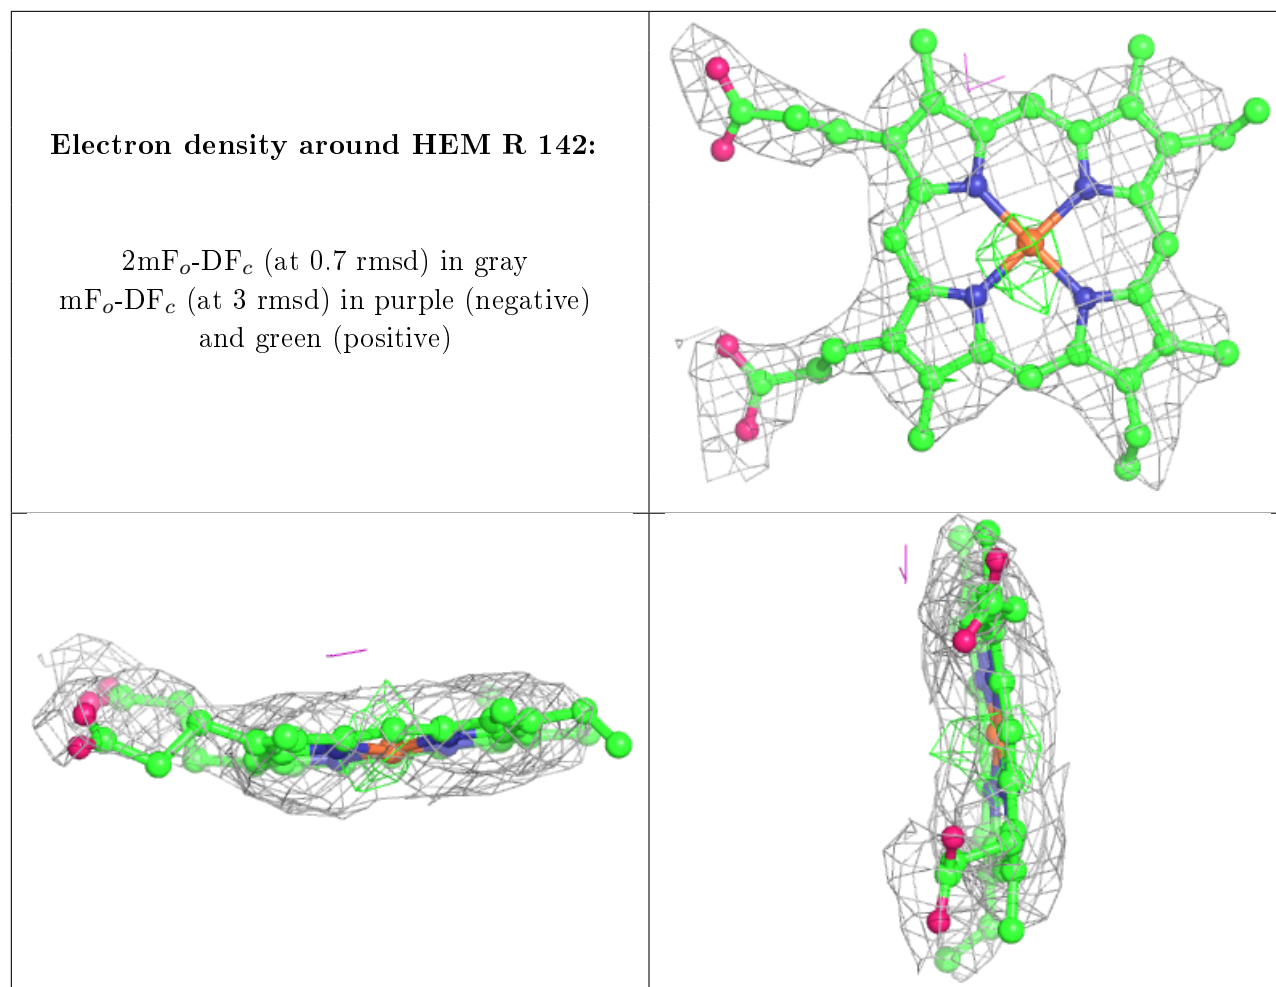 Electron density around HEM R 142:
2mFo-DFc (at 0.7 rmsd) in gray
mFo-DFc (at 3 rmsd) in purple (negative)
and green (positive)